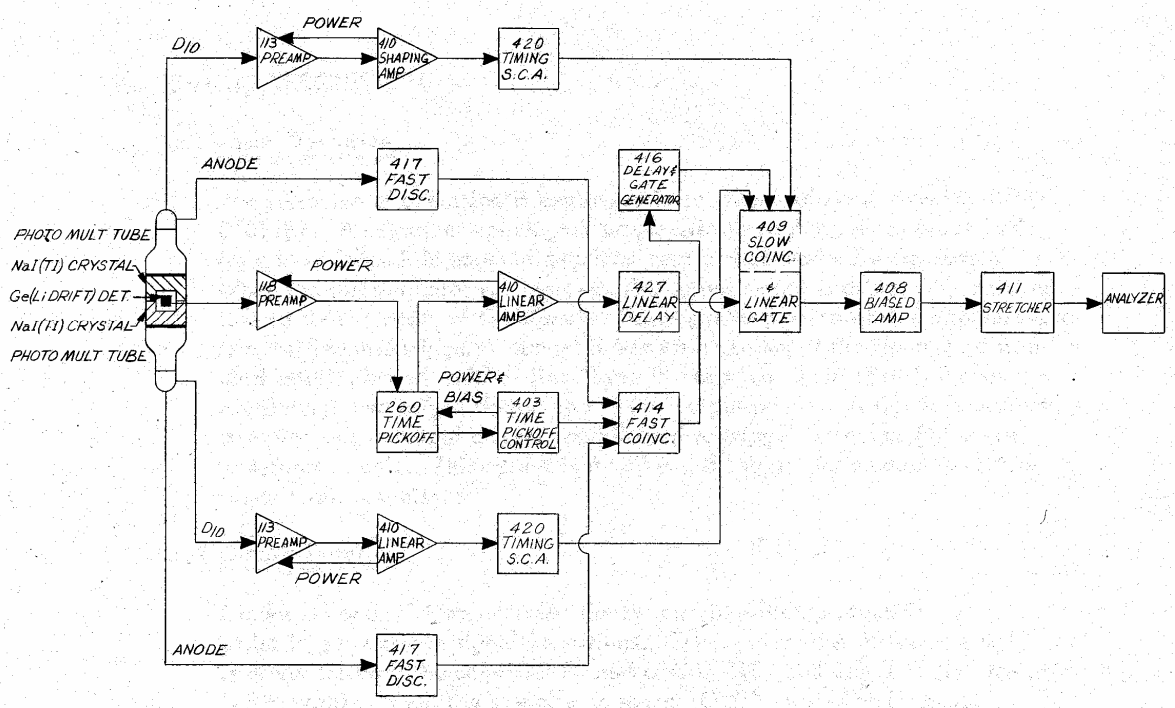 POWER
D10
113
PREAMP
410
SHAPING
AMP
420
TIMING
S.C.A.
ANODE
417
FAST
DISC.
416
DELAY &
GATE
GENERATOR
PHOTO MULT TUBE
NaI(Tl) CRYSTAL
Ge(Li DRIFT) DET.
NaI(Tl) CRYSTAL
PHOTO MULT TUBE
POWER
118
PREAMP
410
LINEAR
AMP
427
LINEAR
DELAY
409
SLOW
COINC.
&
LINEAR
GATE
408
BIASED
AMP
411
STRETCHER
ANALYZER
POWER &
BIAS
260
TIME
PICKOFF
403
TIME
PICKOFF
CONTROL
414
FAST
COINC.
D10
113
PREAMP
410
LINEAR
AMP
POWER
420
TIMING
S.C.A.
ANODE
417
FAST
DISC.